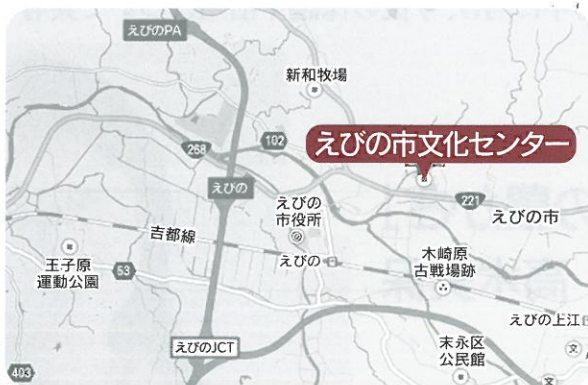 えびのPA
新和牧場
102
268
えびの市文化センター
えびの
221
えびの
市役所
えびの市
吉都線
王子原
運動公園
53
えびの
木崎原
古戦場跡
えびの上江
えびのJCT
末永区
公民館
文
文
403